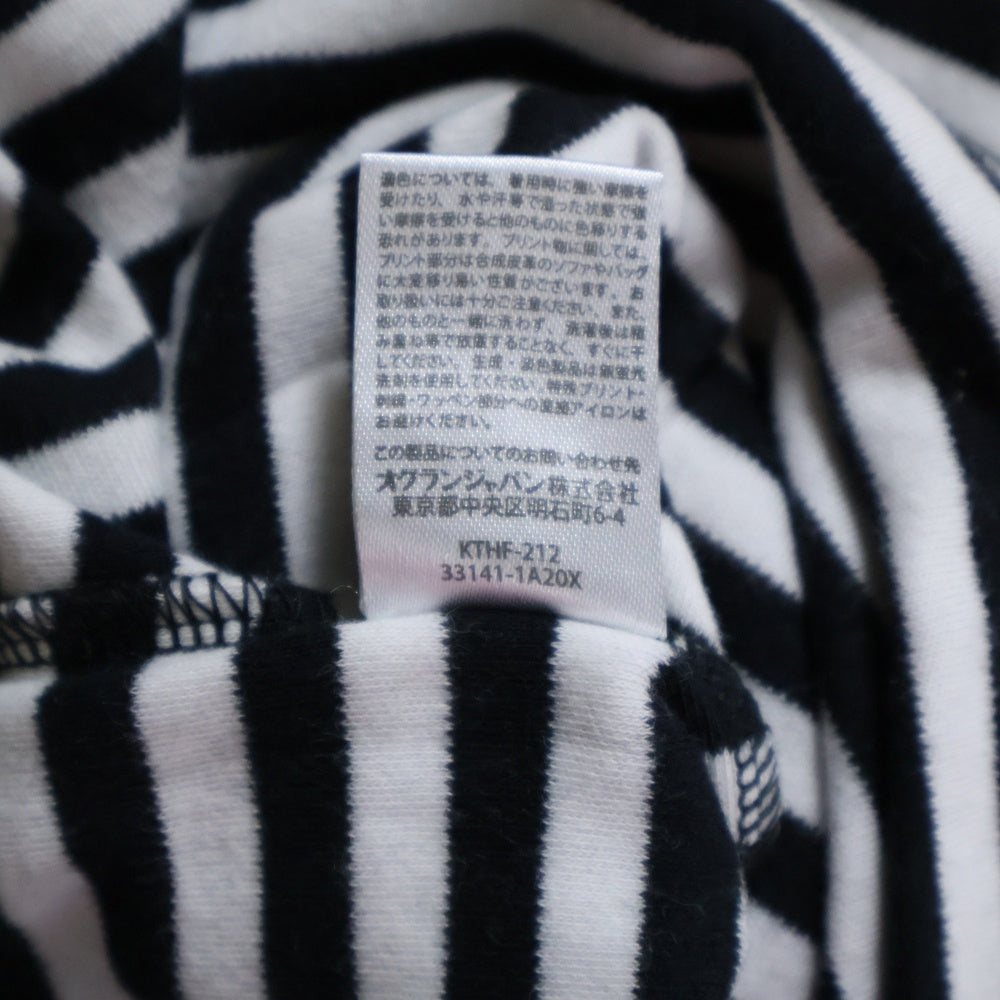 濃色については、着用時に強い摩擦を
受けたり、水や汗等で湿った状態で強
い摩擦を受けると他のものに色移りする
恐れがあります。プリント物に関しては、
プリント部分は合成皮革のソファやバッグ
に大変移り易い性質がございます。お
取り扱いには十分ご注意ください。また、
他のものと一緒に洗わず、洗濯後は積
み重ね等で放置することなく、すぐに干
してください。生成・淡色製品は無蛍光
洗剤を使用してください。特殊プリント・
刺繍・ワッペン部分への直接アイロンは
お避けください。
この製品についてのお問い合わせ先
オグランジャパン株式会社
東京都中央区明石町6-4
KTHF-212
33141-1A20X